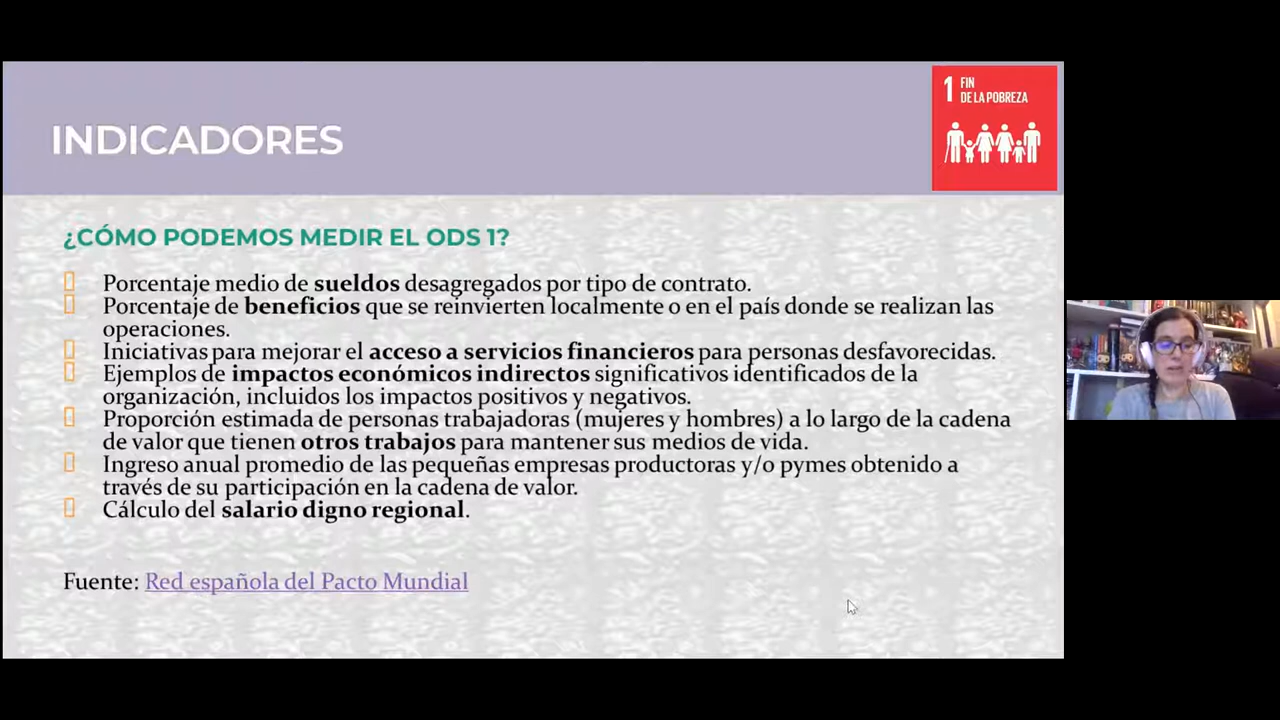 1 FIN
DE LA POBREZA
INDICADORES
¿CÓMO PODEMOS MEDIR EL ODS 1?
Porcentaje medio de sueldos desagregados por tipo de contrato.
Porcentaje de beneficios que se reinvierten localmente o en el país donde se realizan las
operaciones.
Iniciativas para mejorar el acceso a servicios financieros para personas desfavorecidas.
Ejemplos de impactos económicos indirectos significativos identificados de la
organización, incluidos los impactos positivos y negativos.
Proporción estimada de personas trabajadoras (mujeres y hombres) a lo largo de la cadena
de valor que tienen otros trabajos para mantener sus medios de vida.
Ingreso anual promedio de las pequeñas empresas productoras y/o pymes obtenido a
través de su participación en la cadena de valor.
Cálculo del salario digno regional.
Fuente: Red española del Pacto Mundial